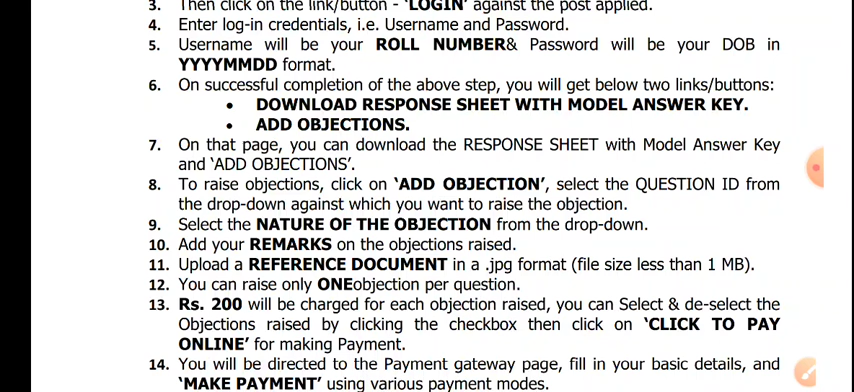 3. Then click on the link/button - ‘LOGIN’ against the post applied.
4. Enter log-in credentials, i.e. Username and Password.
5. Username will be your ROLL NUMBER& Password will be your DOB in
YYYYMMDD format.
6. On successful completion of the above step, you will get below two links/buttons:
• DOWNLOAD RESPONSE SHEET WITH MODEL ANSWER KEY.
• ADD OBJECTIONS.
7. On that page, you can download the RESPONSE SHEET with Model Answer Key
and ‘ADD OBJECTIONS’.
8. To raise objections, click on ‘ADD OBJECTION’, select the QUESTION ID from
the drop-down against which you want to raise the objection.
9. Select the NATURE OF THE OBJECTION from the drop-down.
10. Add your REMARKS on the objections raised.
11. Upload a REFERENCE DOCUMENT in a .jpg format (file size less than 1 MB).
12. You can raise only ONEobjection per question.
13. Rs. 200 will be charged for each objection raised, you can Select & de-select the
Objections raised by clicking the checkbox then click on ‘CLICK TO PAY
ONLINE’ for making Payment.
14. You will be directed to the Payment gateway page, fill in your basic details, and
‘MAKE PAYMENT’ using various payment modes.